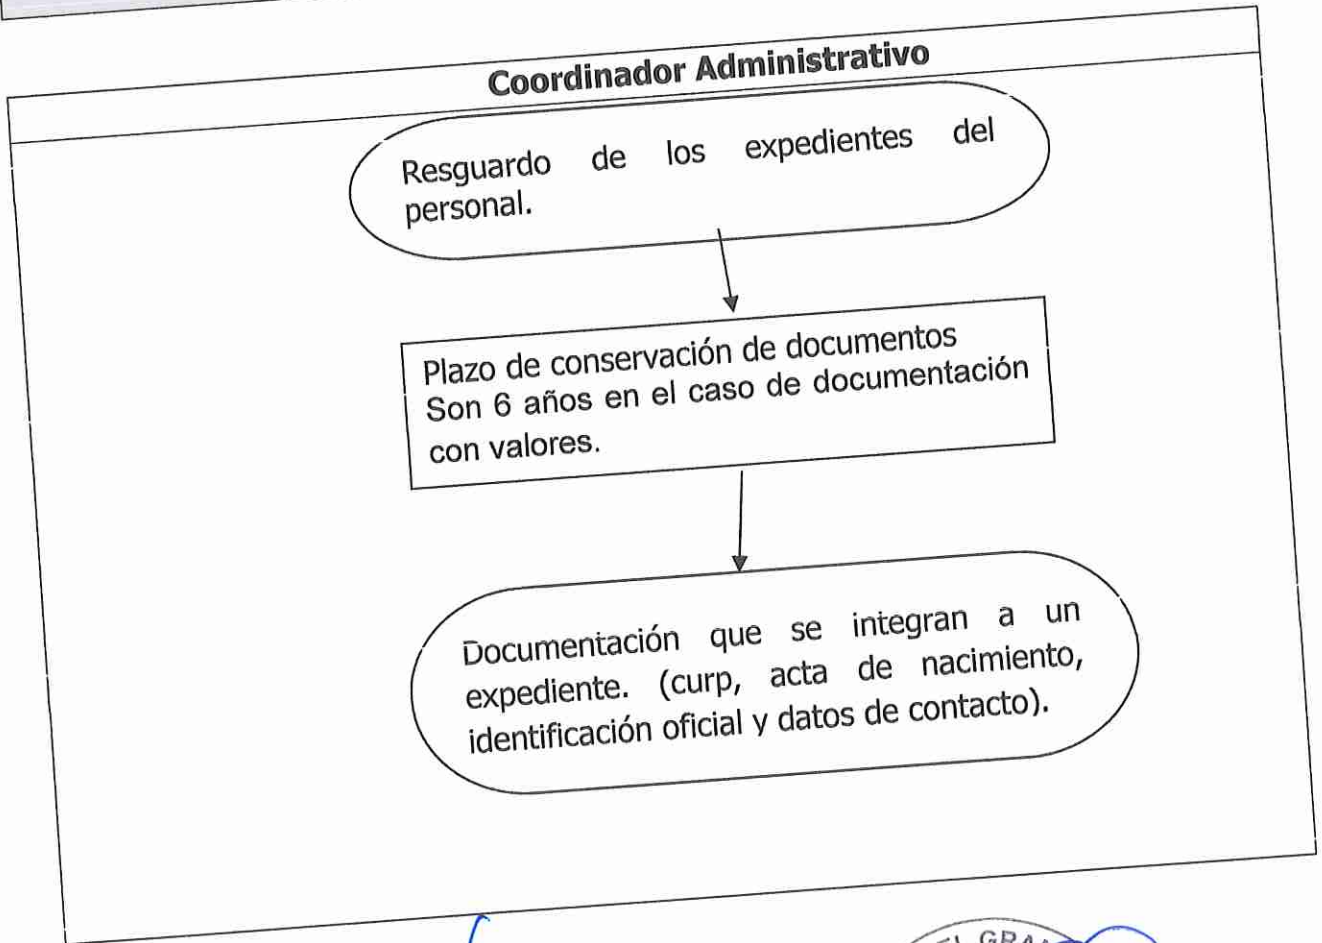 Coordinador Administrativo
Resguardo de los expedientes del
personal.
Plazo de conservación de documentos
Son 6 años en el caso de documentación
con valores.
Documentación que se integran a un
expediente. (curp, acta de nacimiento,
identificación oficial y datos de contacto).